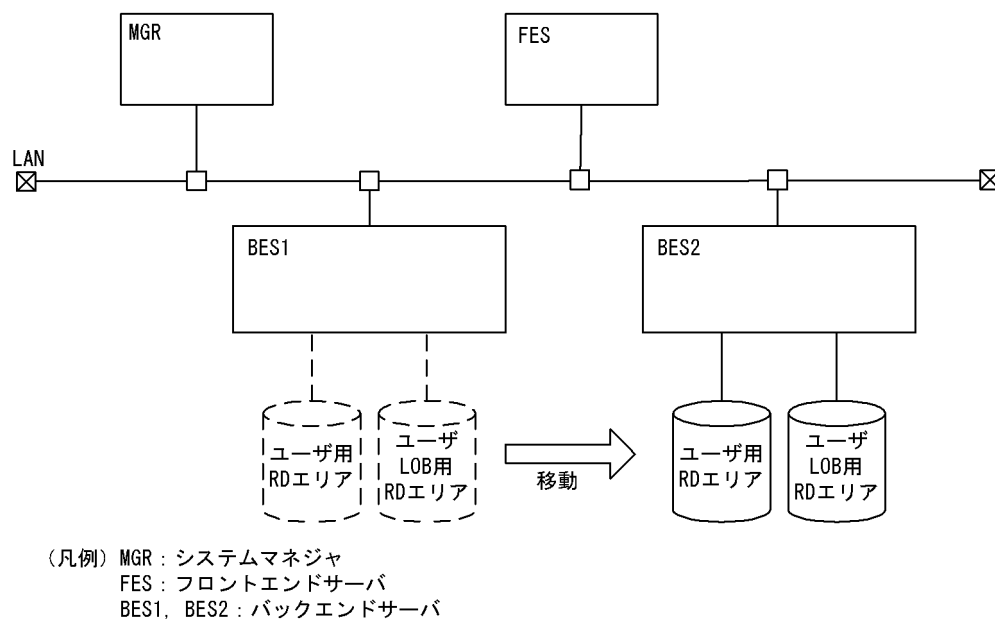 MGR
FES
LAN
BES1
BES2
ユーザ用
RDエリア
ユーザ
LOB用
RDエリア
移動
ユーザ用
RDエリア
ユーザ
LOB用
RDエリア
(凡例) MGR:システムマネジャ
FES:フロントエンドサーバ
BES1, BES2:バックエンドサーバ